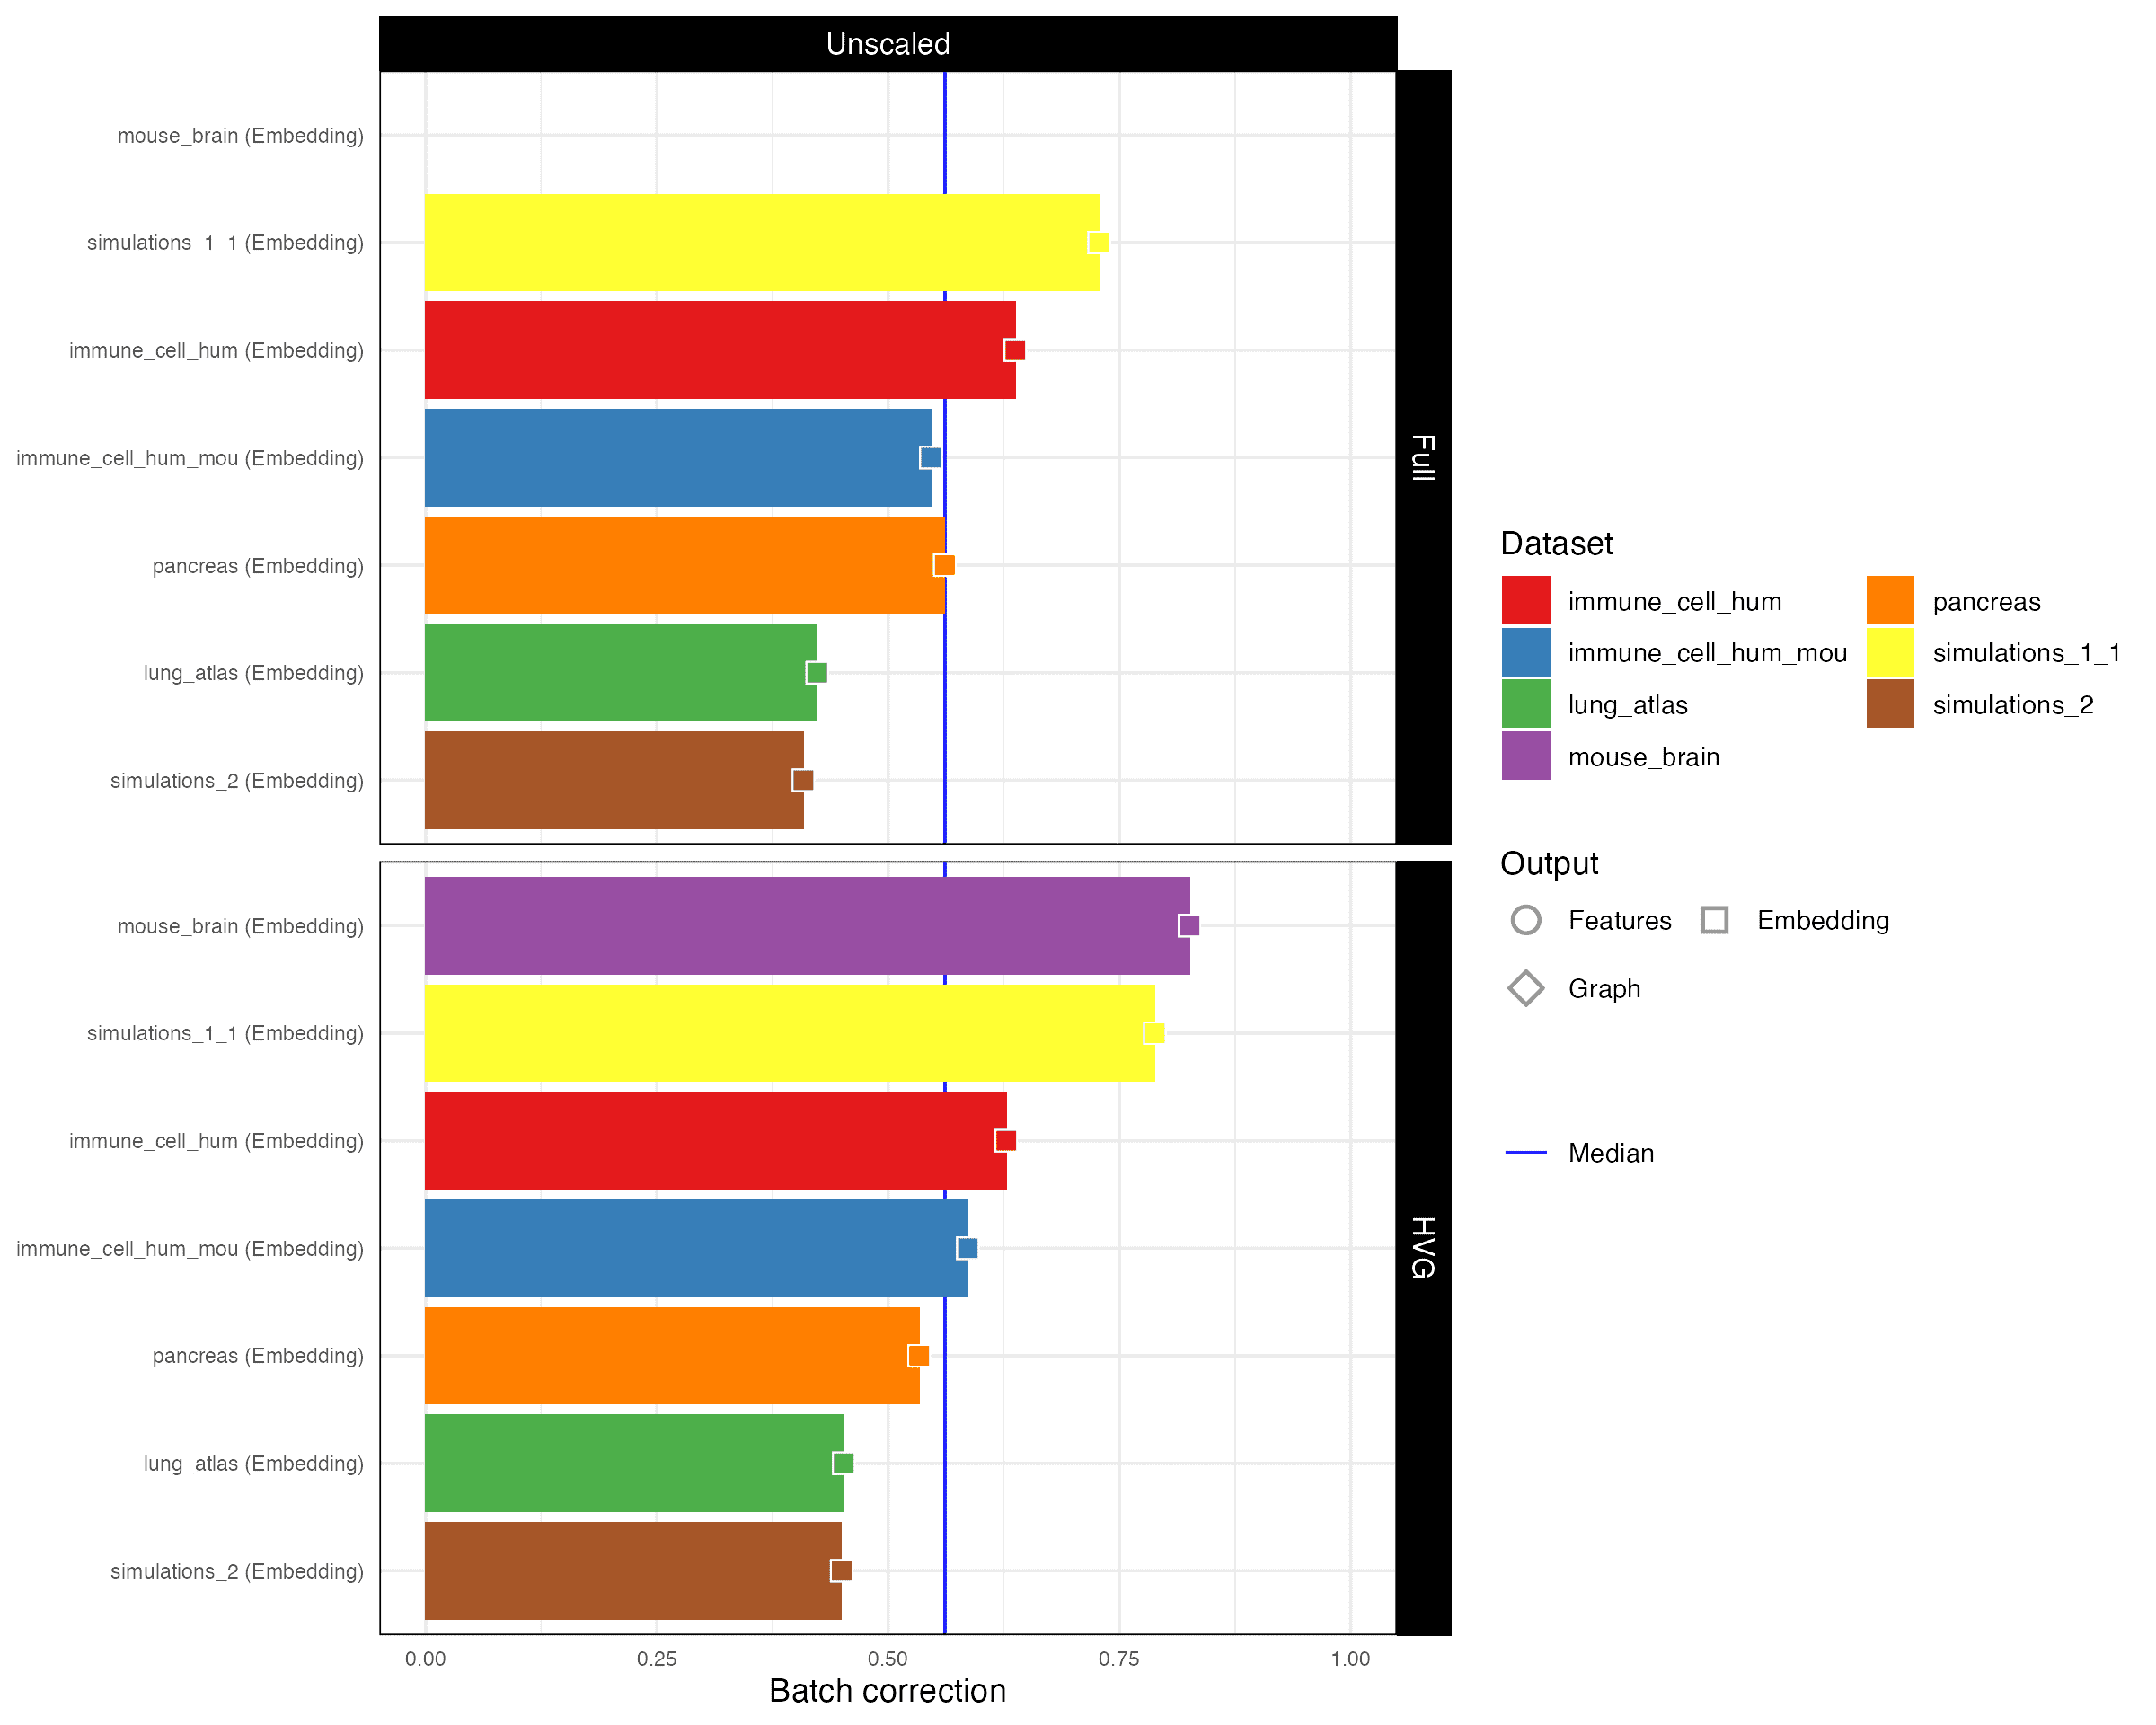 Unscaled
mouse_brain (Embedding)
simulations_1_1 (Embedding)
immune_cell_hum (Embedding)
immune_cell_hum_mou (Embedding)
pancreas (Embedding)
lung_atlas (Embedding)
simulations_2 (Embedding)
Full
mouse_brain (Embedding)
simulations_1_1 (Embedding)
immune_cell_hum (Embedding)
immune_cell_hum_mou (Embedding)
pancreas (Embedding)
lung_atlas (Embedding)
simulations_2 (Embedding)
HVG
0.00 0.25 0.50 0.75 1.00
Batch correction
Dataset
immune_cell_hum pancreas
immune_cell_hum_mou simulations_1_1
lung_atlas simulations_2
mouse_brain
Output
Features Embedding
Graph
Median